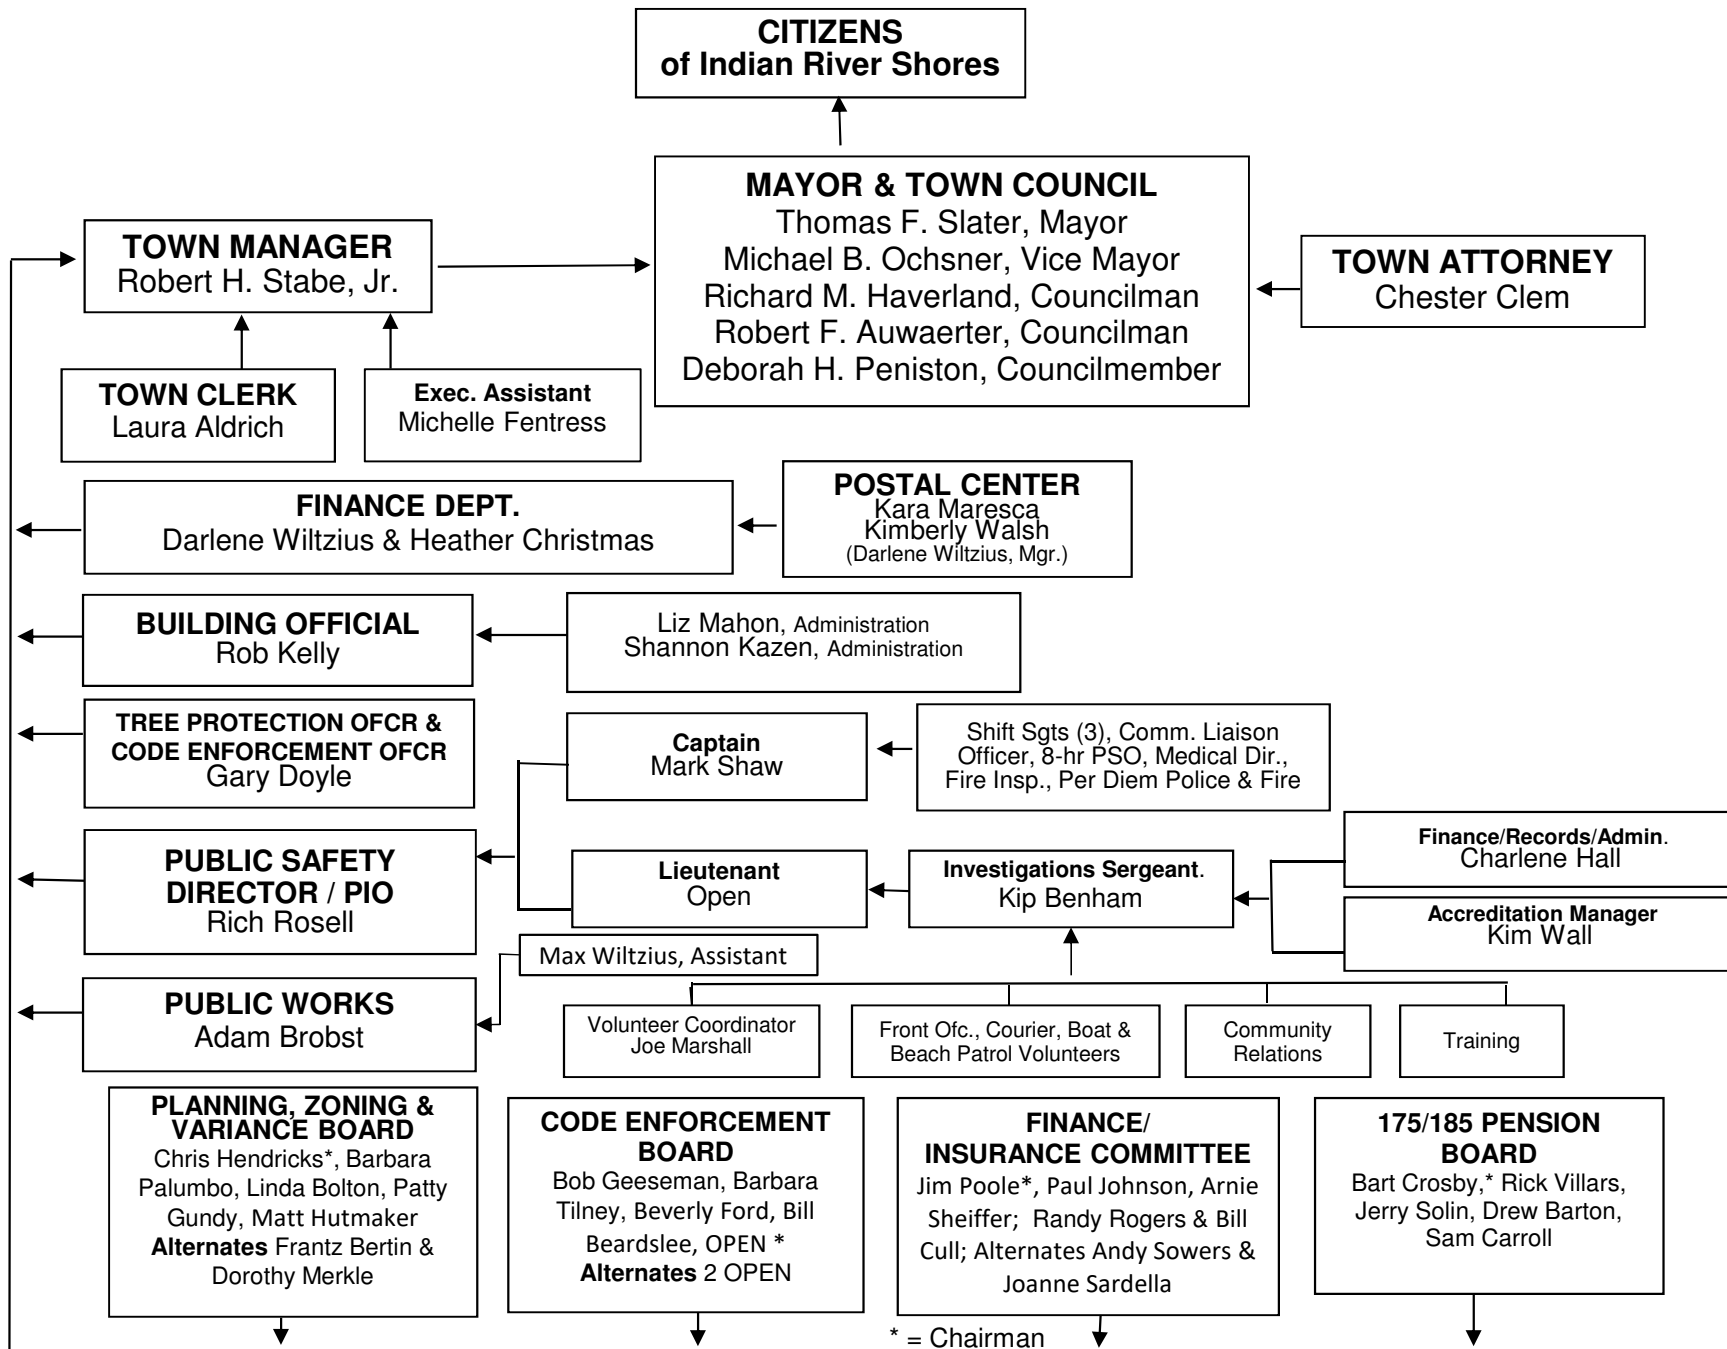 CITIZENS
of Indian River Shores
MAYOR & TOWN COUNCIL
Thomas F. Slater, Mayor
Michael B. Ochsner, Vice Mayor
Richard M. Haverland, Councilman
Robert F. Auwaerter, Councilman
Deborah H. Peniston, Councilmember
TOWN MANAGER
Robert H. Stabe, Jr.
TOWN ATTORNEY
Chester Clem
TOWN CLERK
Laura Aldrich
Exec. Assistant
Michelle Fentress
FINANCE DEPT.
Darlene Wiltzius & Heather Christmas
POSTAL CENTER
Kara Maresca
Kimberly Walsh
(Darlene Wiltzius, Mgr.)
BUILDING OFFICIAL
Rob Kelly
Liz Mahon, Administration
Shannon Kazen, Administration
TREE PROTECTION OFCR &
CODE ENFORCEMENT OFCR
Gary Doyle
Captain
Mark Shaw
Shift Sgts (3), Comm. Liaison
Officer, 8-hr PSO, Medical Dir.,
Fire Insp., Per Diem Police & Fire
PUBLIC SAFETY
DIRECTOR / PIO
Rich Rosell
Lieutenant
Open
Investigations Sergeant.
Kip Benham
Finance/Records/Admin.
Charlene Hall
Accreditation Manager
Kim Wall
Max Wiltzius, Assistant
PUBLIC WORKS
Adam Brobst
Volunteer Coordinator
Joe Marshall
Front Ofc., Courier, Boat &
Beach Patrol Volunteers
Community
Relations
Training
PLANNING, ZONING &
VARIANCE BOARD
Chris Hendricks*, Barbara
Palumbo, Linda Bolton, Patty
Gundy, Matt Hutmaker
Alternates Frantz Bertin &
Dorothy Merkle
CODE ENFORCEMENT
BOARD
Bob Geeseman, Barbara
Tilney, Beverly Ford, Bill
Beardslee, OPEN *
Alternates 2 OPEN
FINANCE/
INSURANCE COMMITTEE
Jim Poole*, Paul Johnson, Arnie
Sheiffer; Randy Rogers & Bill
Cull; Alternates Andy Sowers &
Joanne Sardella
175/185 PENSION
BOARD
Bart Crosby,* Rick Villars,
Jerry Solin, Drew Barton,
Sam Carroll
* = Chairman